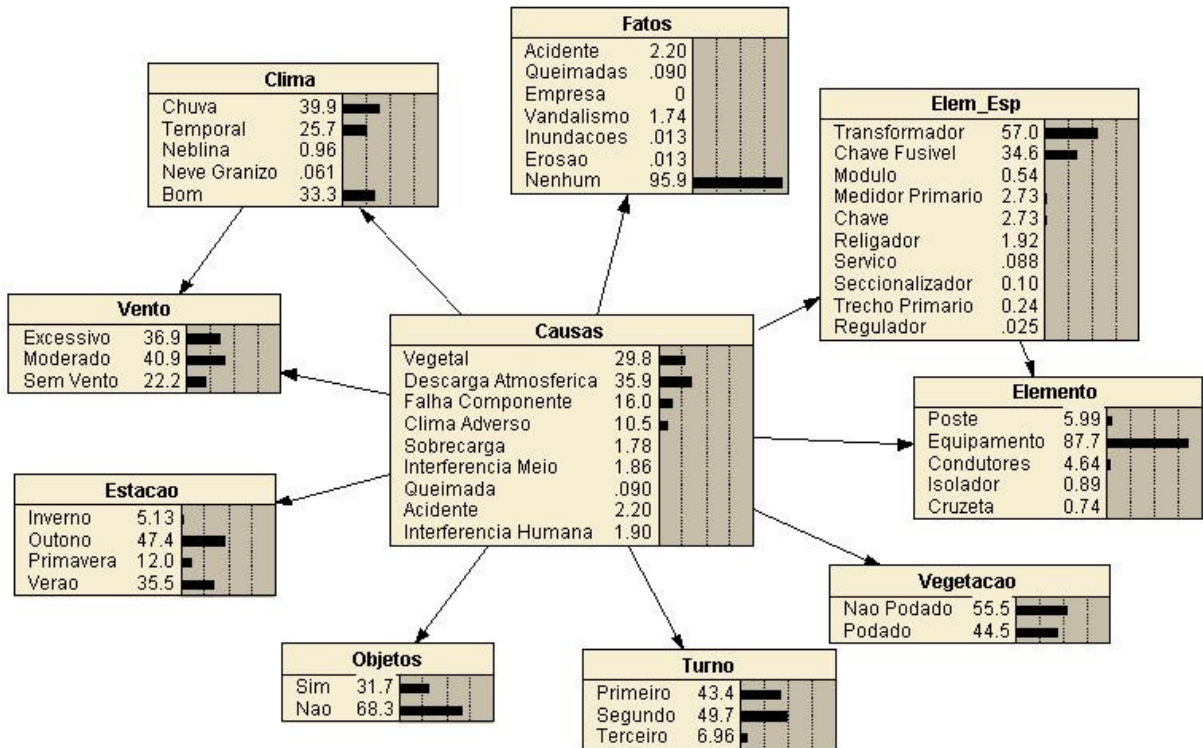 Fatos
Acidente 2.20
Queimadas .090
Empresa 0
Vandalismo 1.74
Inundacoes .013
Erosao .013
Nenhum 95.9
Clima
Chuva 39.9
Temporal 25.7
Neblina 0.96
Neve Granizo .061
Bom 33.3
Elem_Esp
Transformador 57.0
Chave Fusivel 34.6
Modulo 0.54
Medidor Primario 2.73
Chave 2.73
Religador 1.92
Servico .088
Seccionalizador 0.10
Trecho Primario 0.24
Regulador .025
Vento
Excessivo 36.9
Moderado 40.9
Sem Vento 22.2
Causas
Vegetal 29.8
Descarga Atmosferica 35.9
Falha Componente 16.0
Clima Adverso 10.5
Sobrecarga 1.78
Interferencia Meio 1.86
Queimada .090
Acidente 2.20
Interferencia Humana 1.90
Elemento
Poste 5.99
Equipamento 87.7
Condutores 4.64
Isolador 0.89
Cruzeta 0.74
Estacao
Inverno 5.13
Outono 47.4
Primavera 12.0
Verao 35.5
Vegetacao
Nao Podado 55.5
Podado 44.5
Objetos
Sim 31.7
Nao 68.3
Turno
Primeiro 43.4
Segundo 49.7
Terceiro 6.96